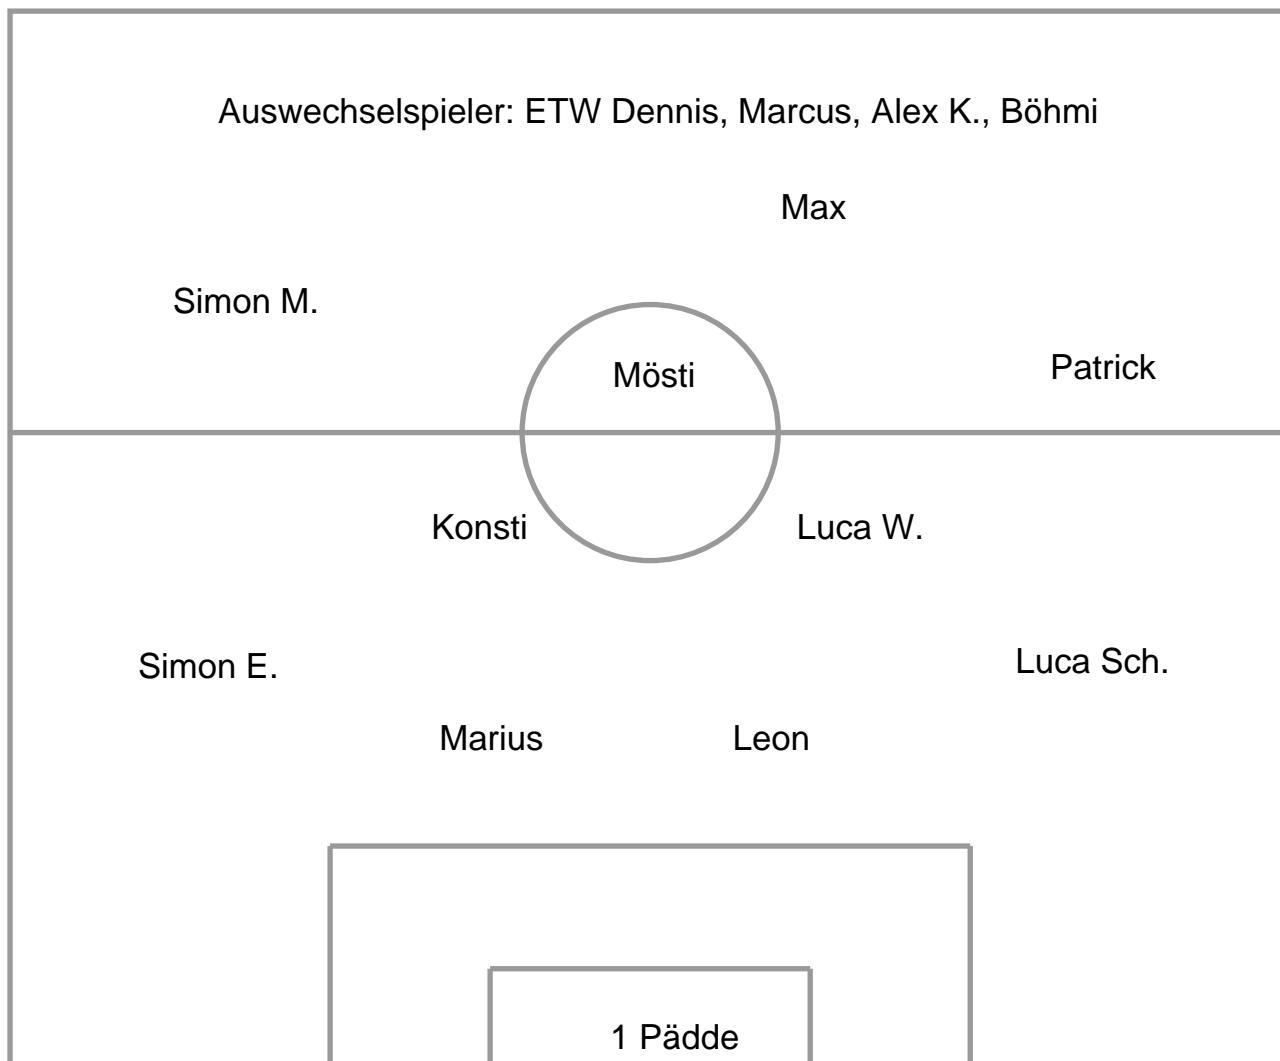 Auswechselspieler: ETW Dennis, Marcus, Alex K., Böhmi
Max
Simon M.
Patrick
Mösti
Konsti
Luca W.
Simon E.
Luca Sch.
Marius
Leon
1 Pädde